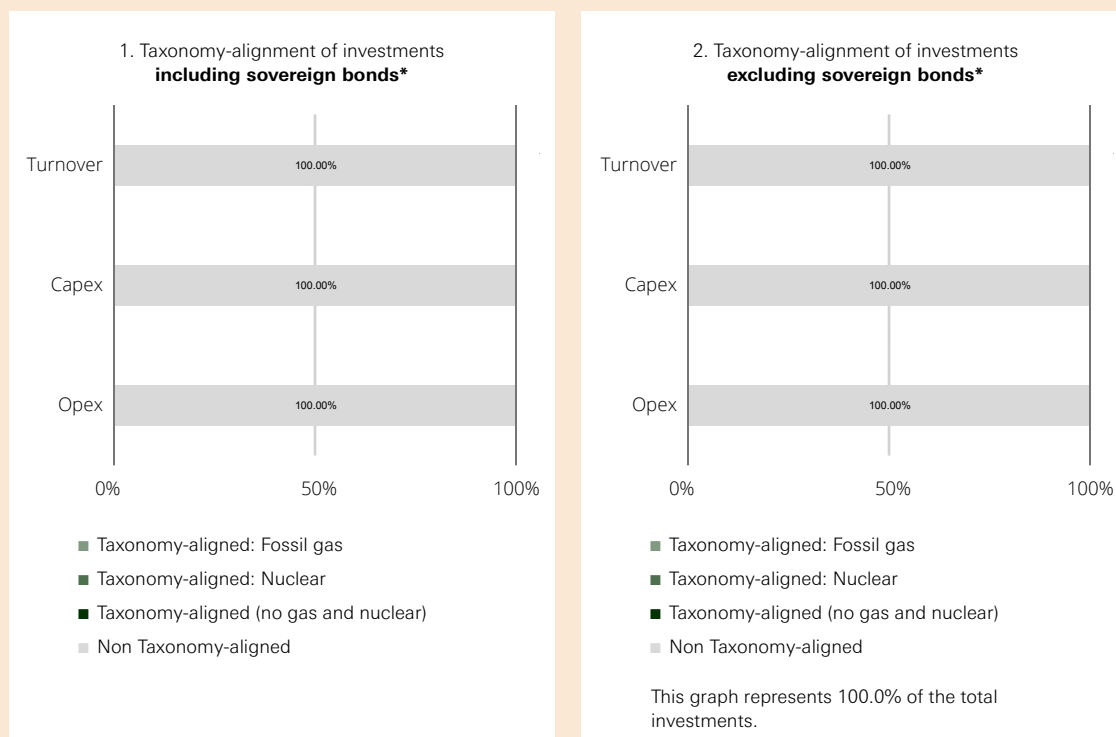 1. Taxonomy-alignment of investments
including sovereign bonds*
Turnover
100.00%
Capex
100.00%
Opex
100.00%
0% 50% 100%
Taxonomy-aligned: Fossil gas
Taxonomy-aligned: Nuclear
Taxonomy-aligned (no gas and nuclear)
Non Taxonomy-aligned
2. Taxonomy-alignment of investments
excluding sovereign bonds*
Turnover
100.00%
Capex
100.00%
Opex
100.00%
0% 50% 100%
Taxonomy-aligned: Fossil gas
Taxonomy-aligned: Nuclear
Taxonomy-aligned (no gas and nuclear)
Non Taxonomy-aligned
This graph represents 100.0% of the total
investments.